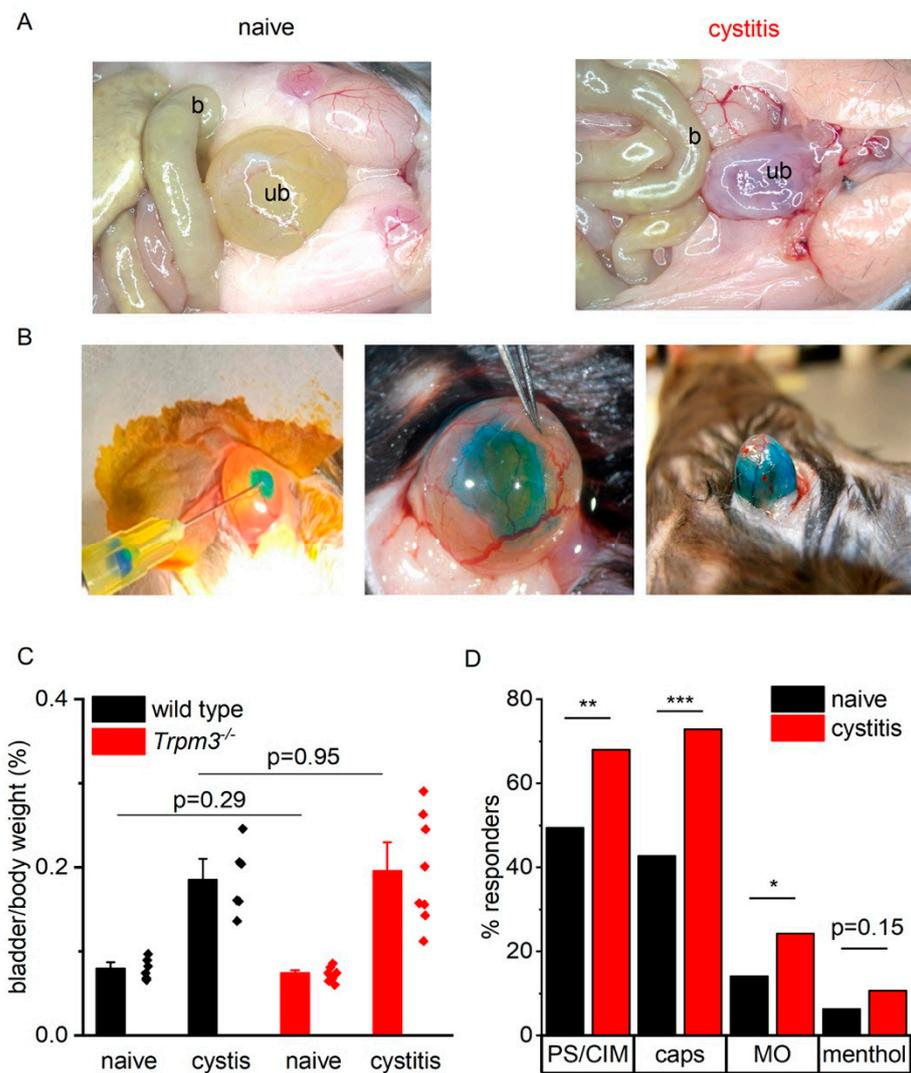 A
naive
cystitis
b
ub
b
ub
B
C
0.4
0.2
0.0
bladder/body weight (%)
wild type
Trpm3-/-
p=0.95
p=0.29
naive
cystis
naive
cystitis
D
80
60
40
20
0
% responders
naive
cystitis
**
***
*
p=0.15
PS/CIM
caps
MO
menthol